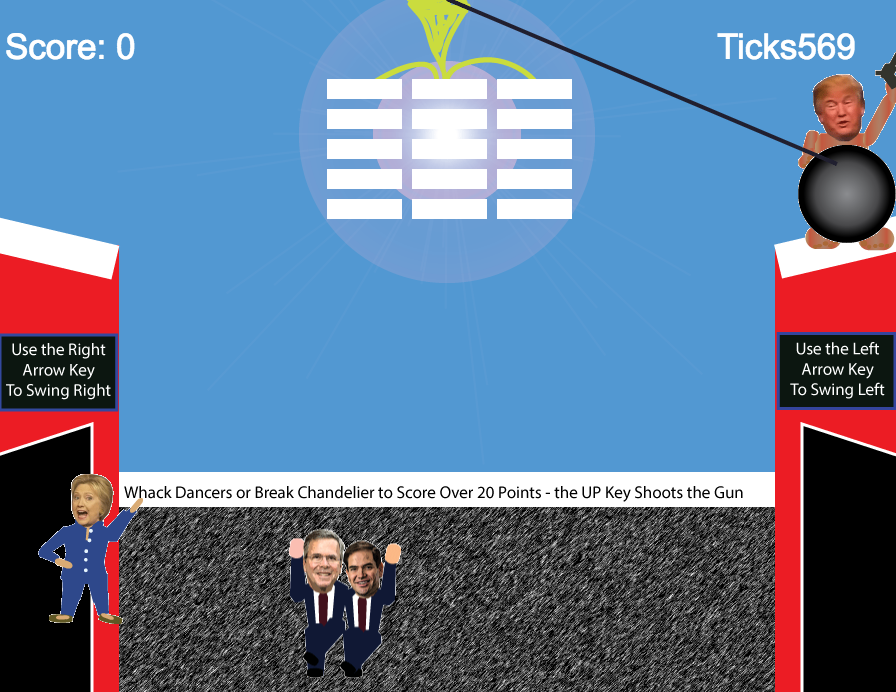 Score: 0
Ticks569
Use the Right
Arrow Key
To Swing Right
Use the Left
Arrow Key
To Swing Left
Whack Dancers or Break Chandelier to Score Over 20 Points - the UP Key Shoots the Gun